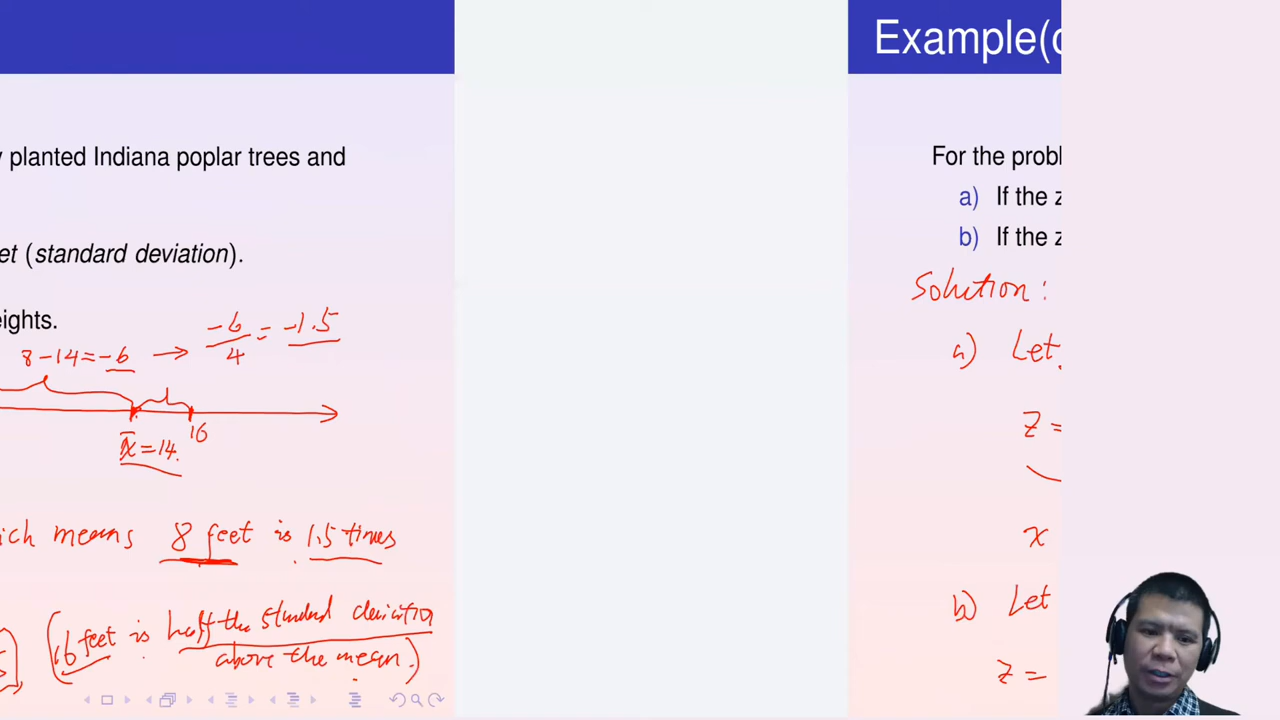 planted Indiana poplar trees and
et (standard deviation).
eights.
8-14=-6 → -6/4 = -1.5
x̄=14. 16
ich means 8 feet is 1.5 times
(16 feet is half the standard deviation
above the mean.)
Example(
For the prob
a) If the z
b) If the z
Solution:
a) Let
z=
x
b) Let
z=